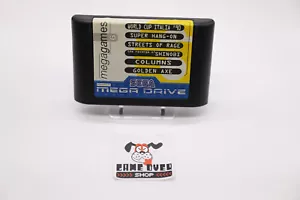 megagames
WORLD CUP ITALIA '90
SUPER HANG-ON
STREETS OF RAGE
THE REVENGE OF SHINOBI
COLUMNS
GOLDEN AXE
SEGA
MEGA DRIVE
GAME OVER
SHOP